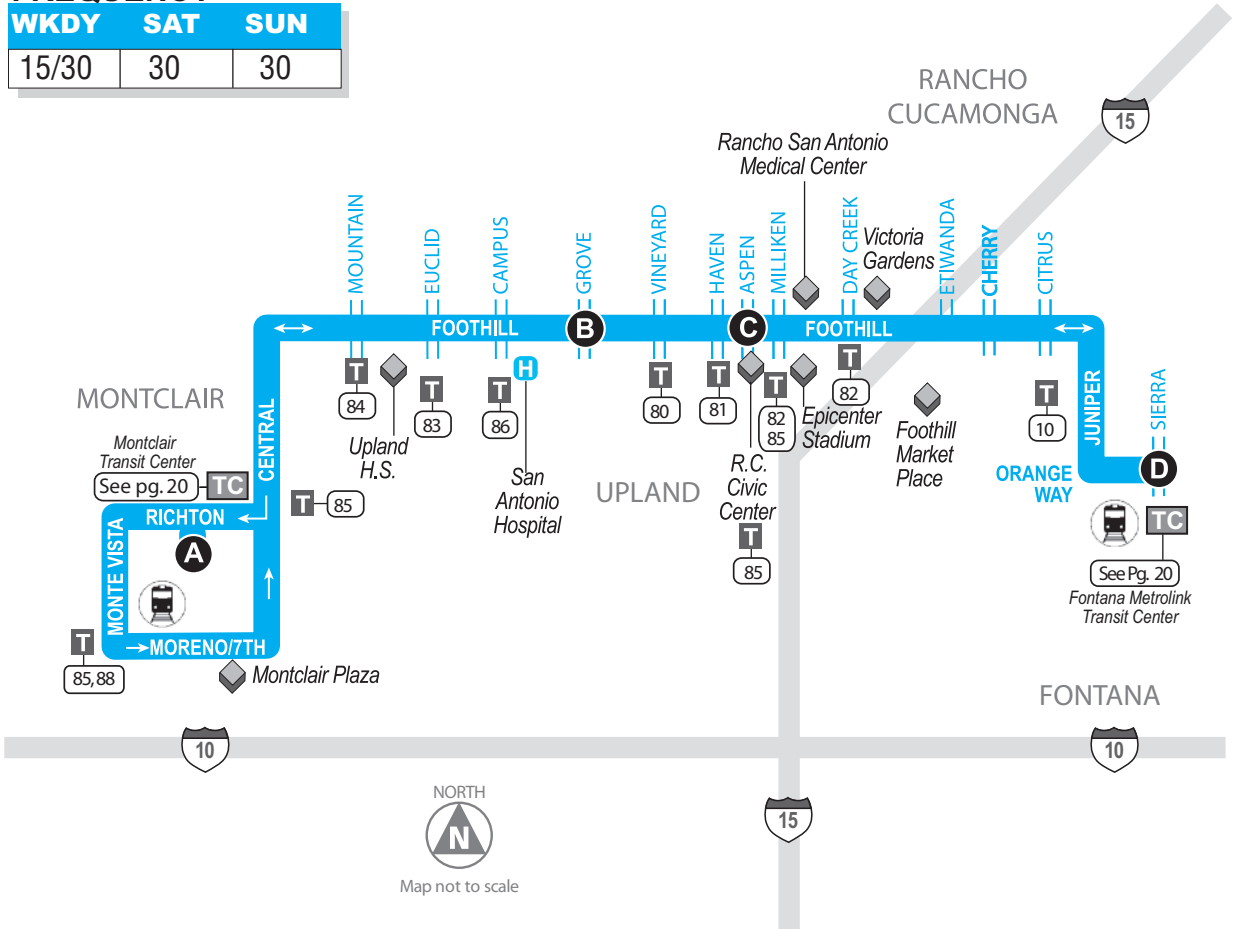 FREQUENCY
WKDY SAT SUN
15/30 30 30
RANCHO
CUCAMONGA
15
Rancho San Antonio
Medical Center
Victoria
Gardens
MOUNTAIN
EUCLID
CAMPUS
GROVE
VINEYARD
HAVEN
ASPEN
MILLIKEN
DAY CREEK
ETIWANDA
CHERRY
CITRUS
FOOTHILL
B
C
FOOTHILL
T
84
Upland
H.S.
T
83
T
86
H
San
Antonio
Hospital
T
80
T
81
R.C.
Civic
Center
T
85
T
82
85
Epicenter
Stadium
T
82
Foothill
Market
Place
T
10
JUNIPER
SIERRA
ORANGE
WAY
D
TC
See Pg. 20
Fontana Metrolink
Transit Center
MONTCLAIR
Montclair
Transit Center
See pg. 20
TC
CENTRAL
T
85
UPLAND
RICHTON
A
MONTE VISTA
MORENO/7TH
T
85,88
Montclair Plaza
FONTANA
10
10
15
NORTH
N
Map not to scale